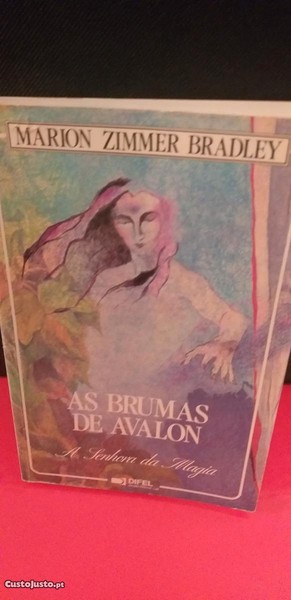 MARION ZIMMER BRADLEY
AS BRUMAS
DE AVALON
A Senhora da Magia
DIFEL
CustoJusto.pt